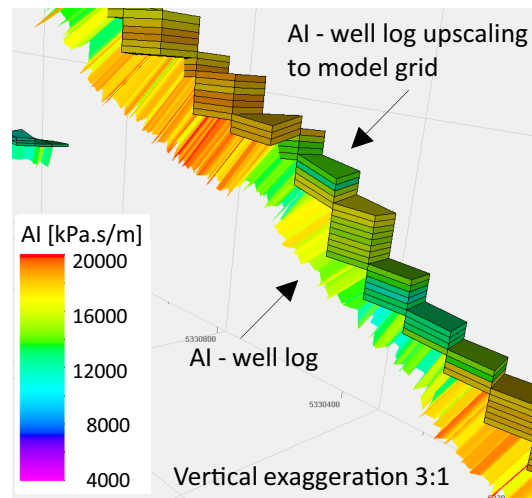 AI - well log upscaling
to model grid
AI [kPa.s/m]
20000
16000
12000
8000
4000
5330800
AI - well log
5330400
Vertical exaggeration 3:1